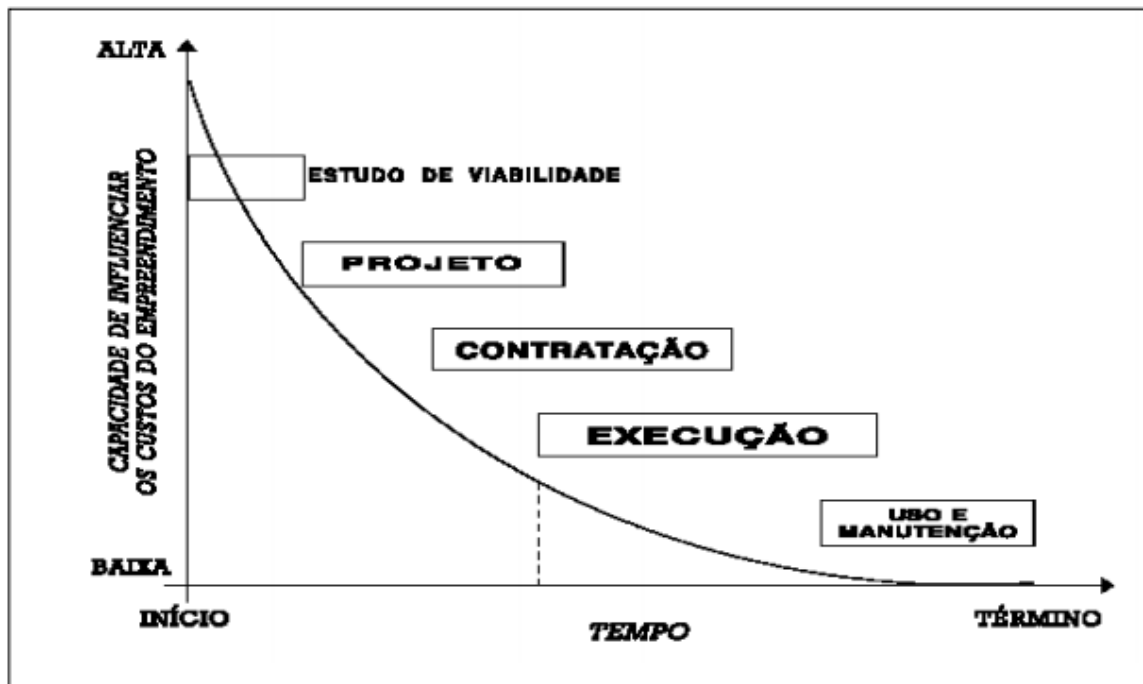 ALTA
CAPACIDADE DE INFLUENCIAR
OS CUSTOS DO EMPREENDIMENTO
ESTUDO DE VIABILIDADE
PROJETO
CONTRATAÇÃO
EXECUÇÃO
USO E
MANUTENÇÃO
BAIXA
INÍCIO
TEMPO
TÉRMINO